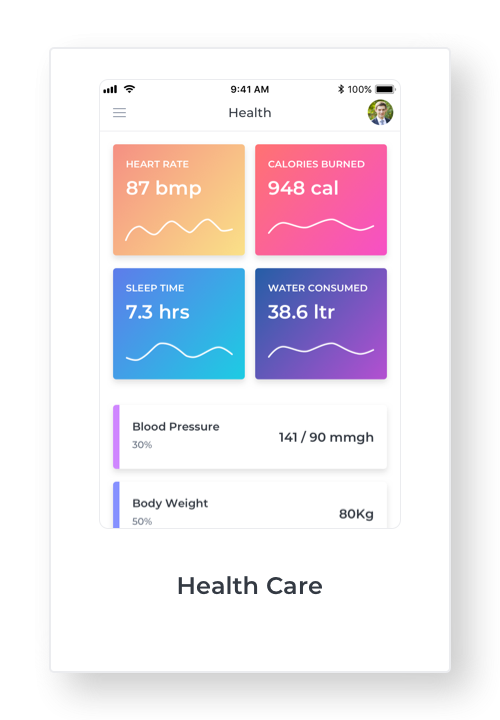 9:41 AM
100%
Health
HEART RATE
87 bmp
CALORIES BURNED
948 cal
SLEEP TIME
7.3 hrs
WATER CONSUMED
38.6 ltr
Blood Pressure
30%
141 / 90 mmgh
Body Weight
50%
80Kg
Health Care